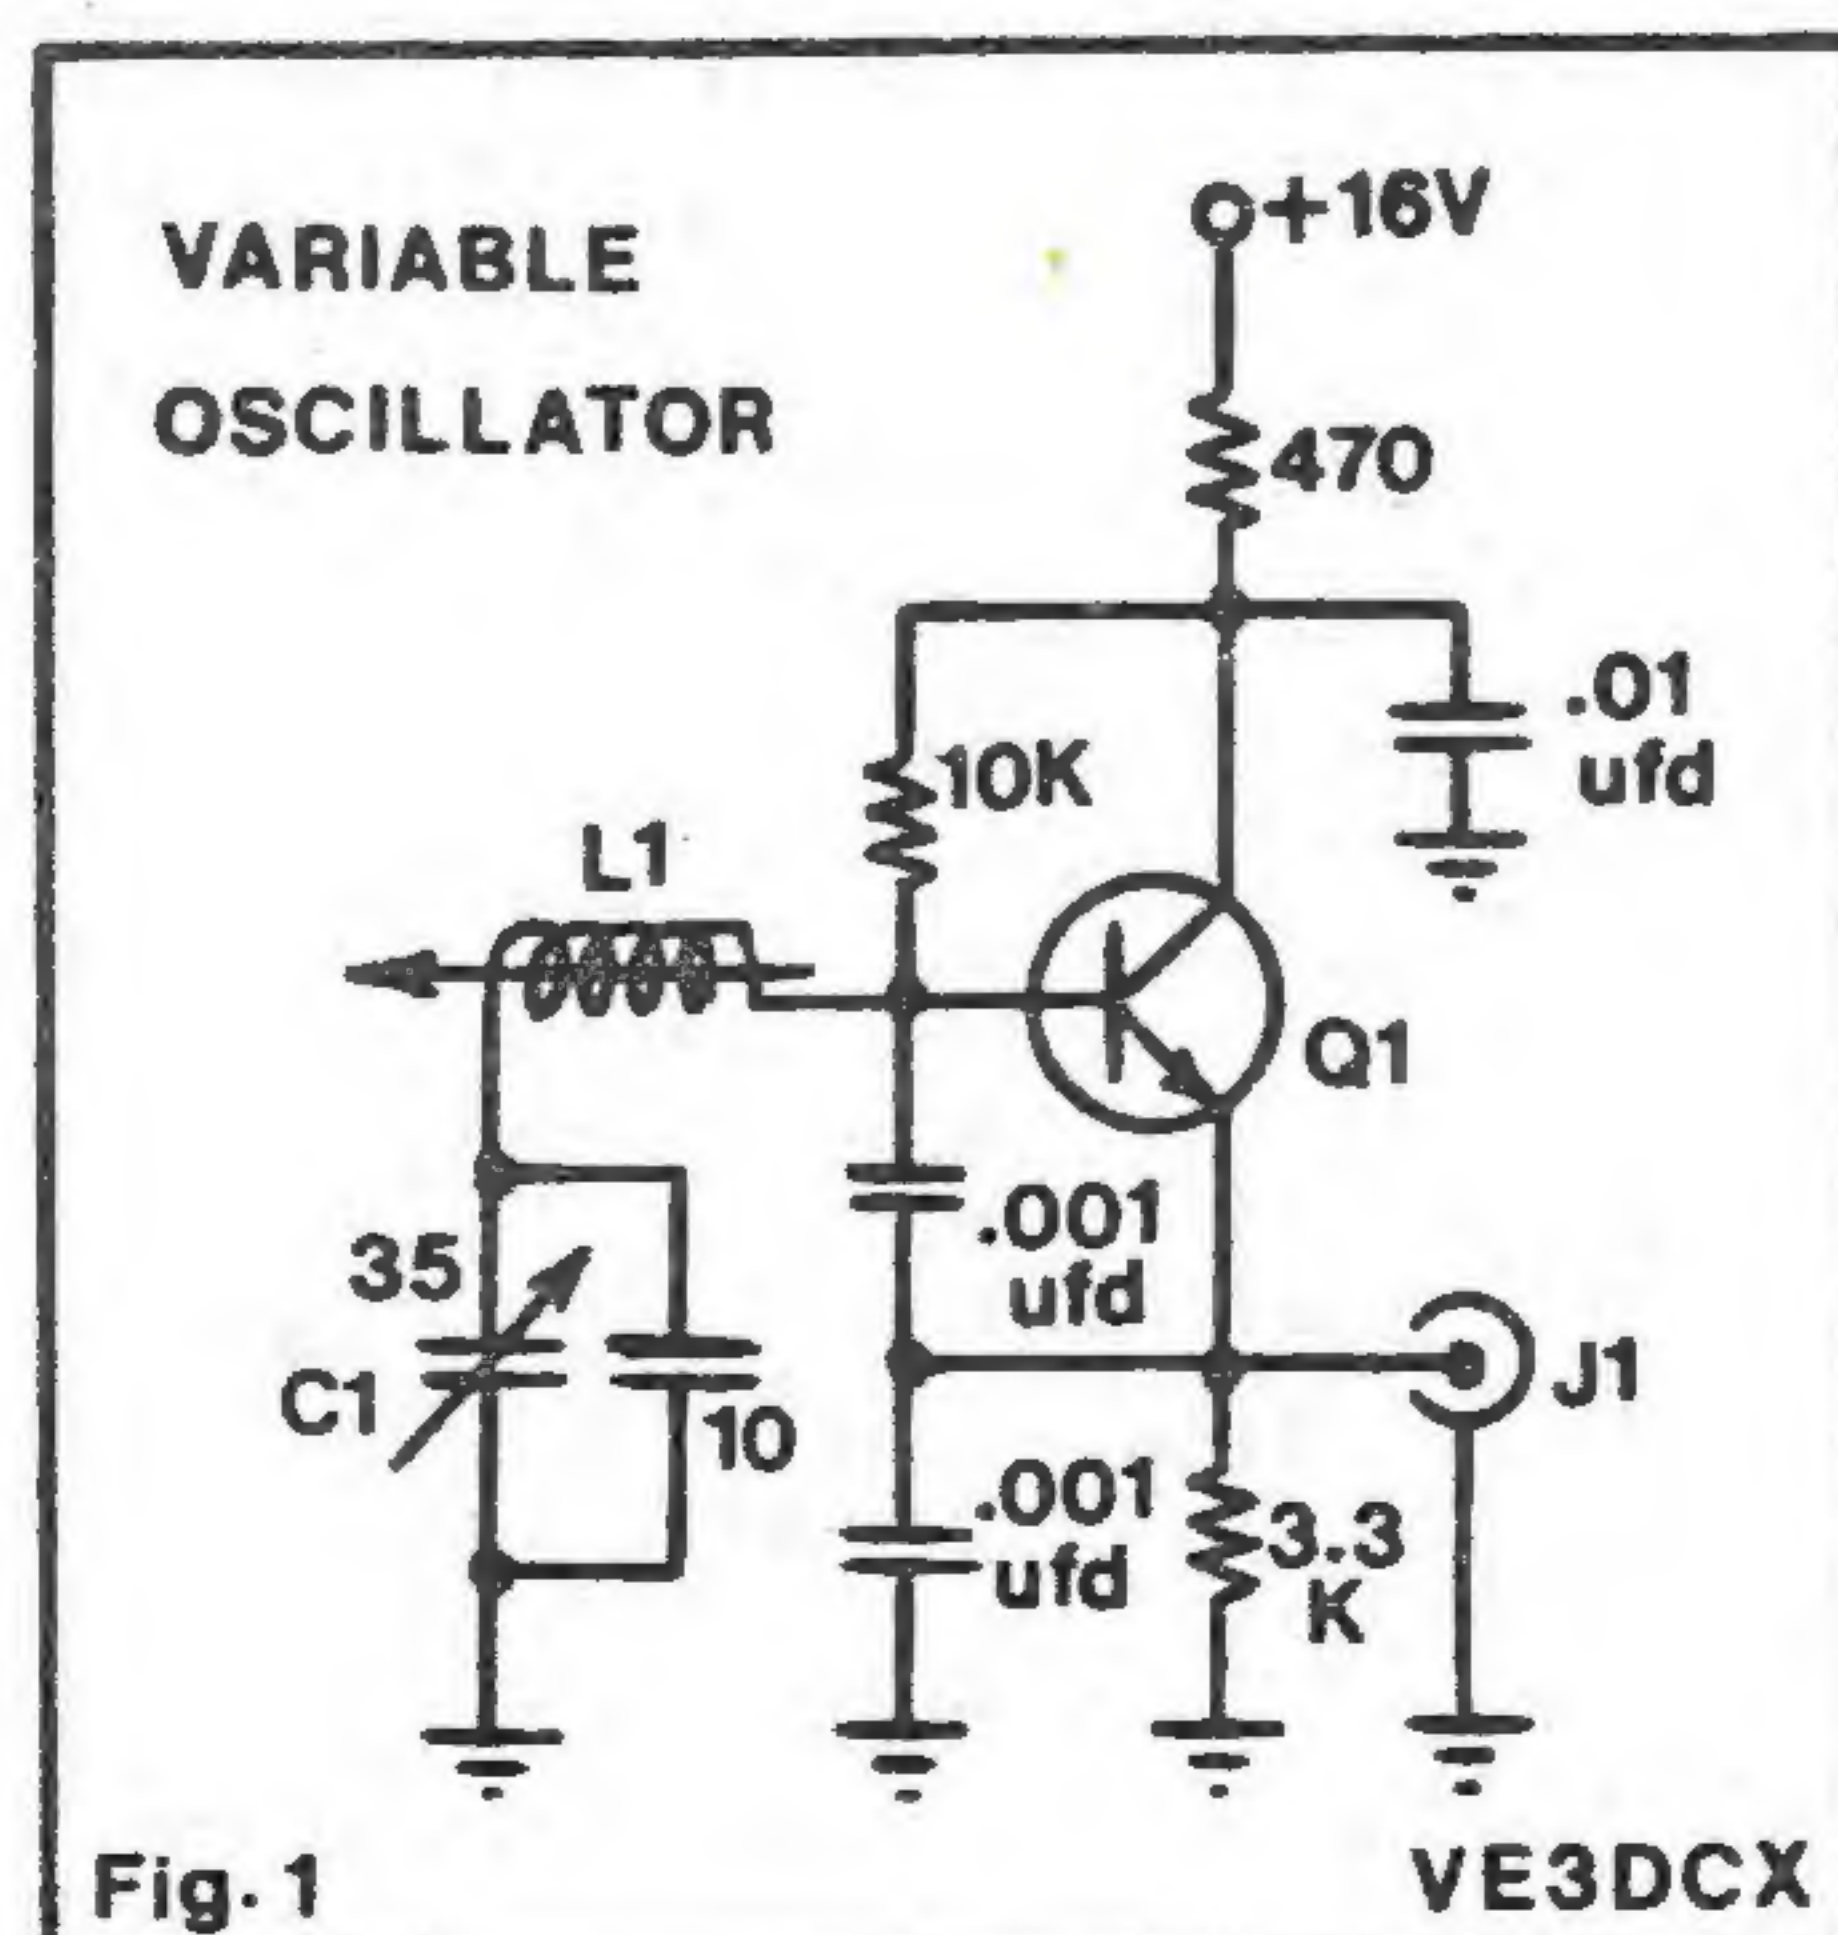 VARIABLE
OSCILLATOR
+16V
470
.01
ufd
10K
L1
Q1
.001
ufd
35
C1
10
J1
.001
ufd
3.3
K
Fig. 1
VE3DCX